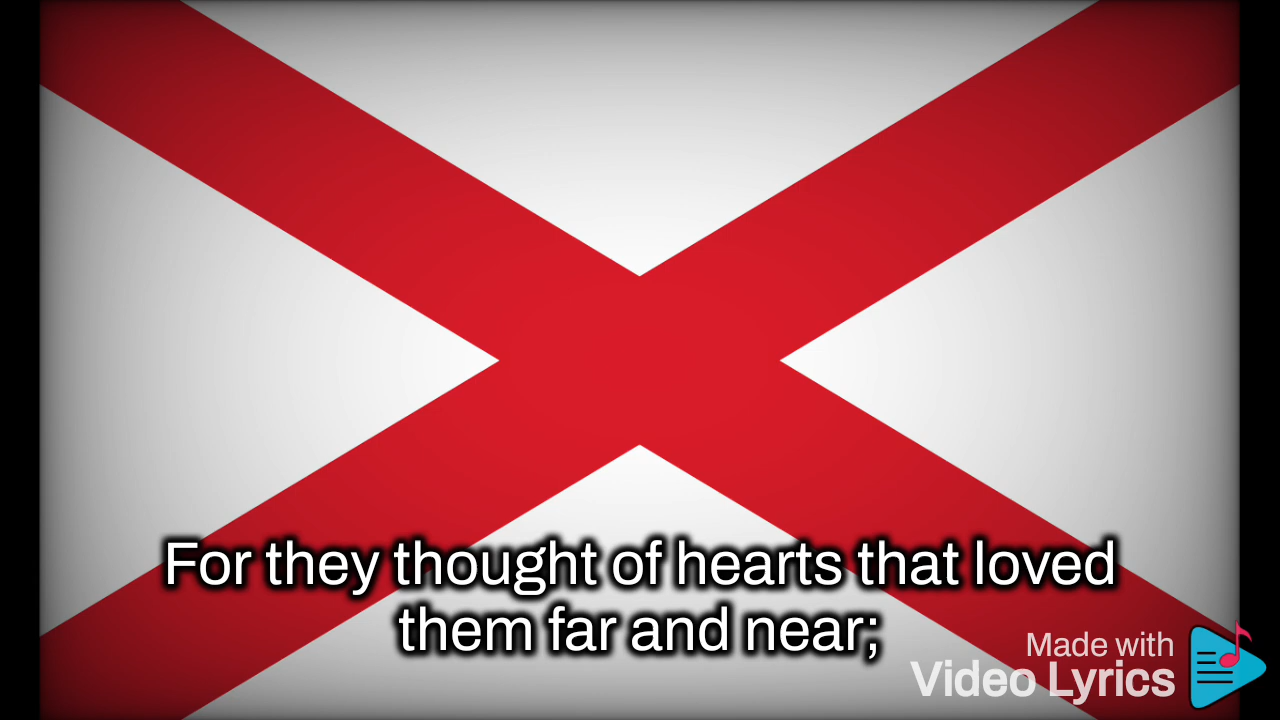 For they thought of hearts that loved
them far and near;
Made with
Video Lyrics